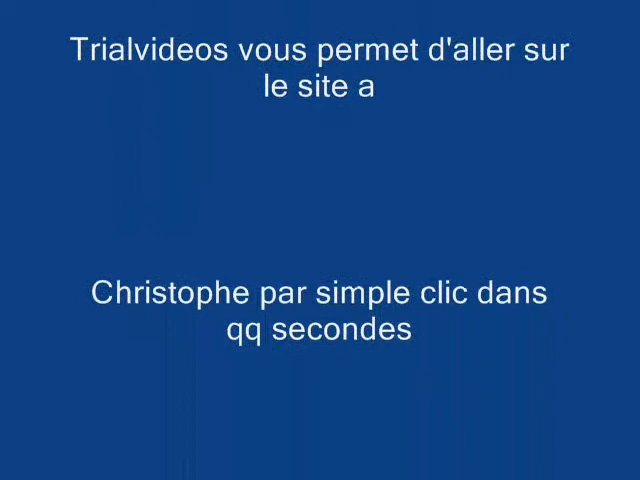 Trialvideos vous permet d'aller sur
le site a
Christophe par simple clic dans
qq secondes